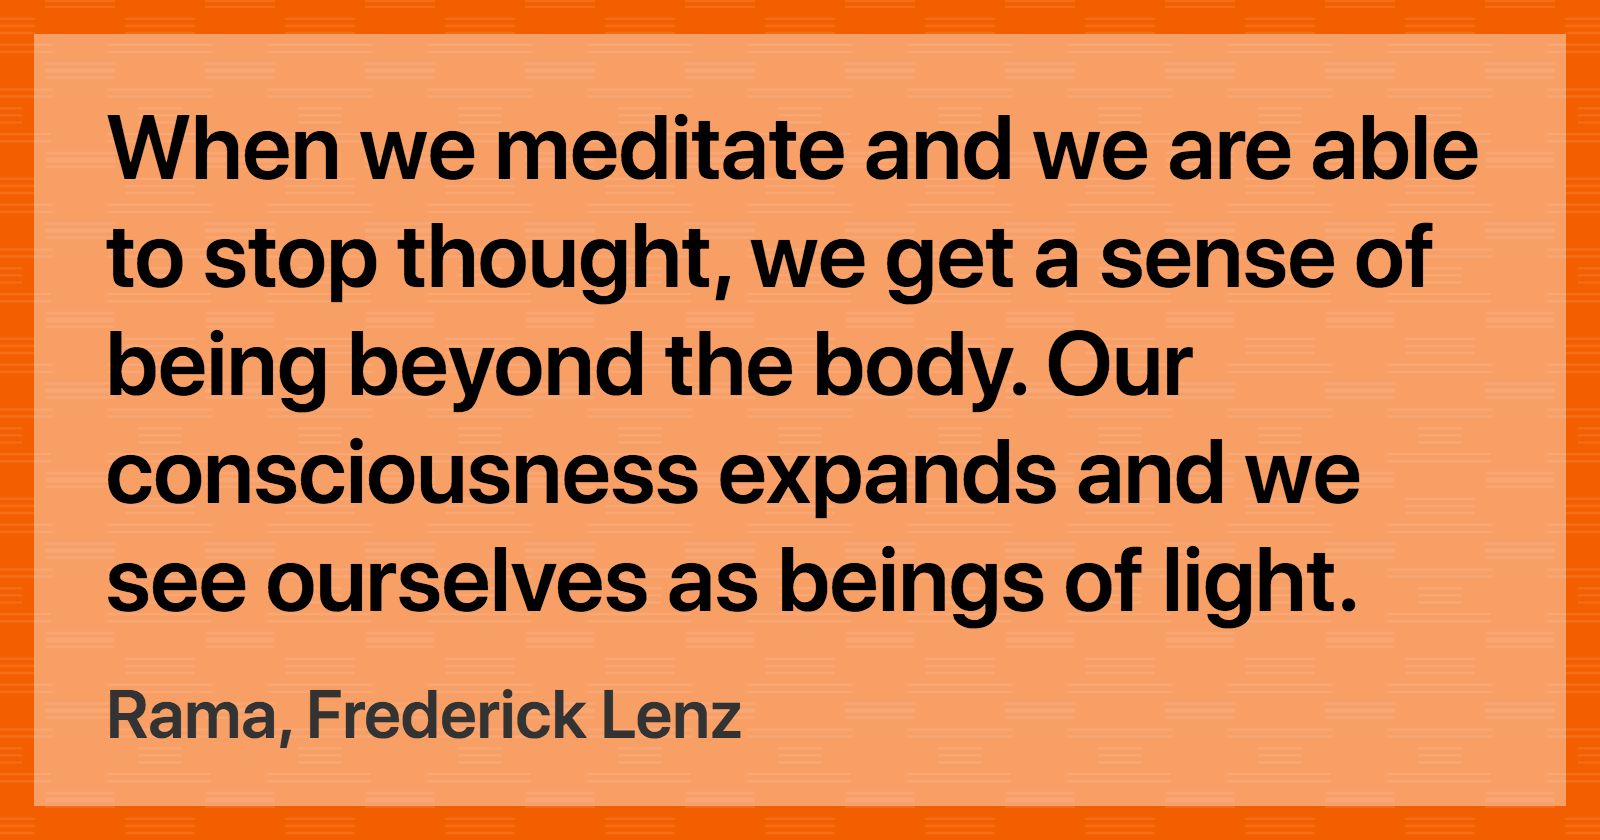 When we meditate and we are able
to stop thought, we get a sense of
being beyond the body. Our
consciousness expands and we
see ourselves as beings of light.
Rama, Frederick Lenz